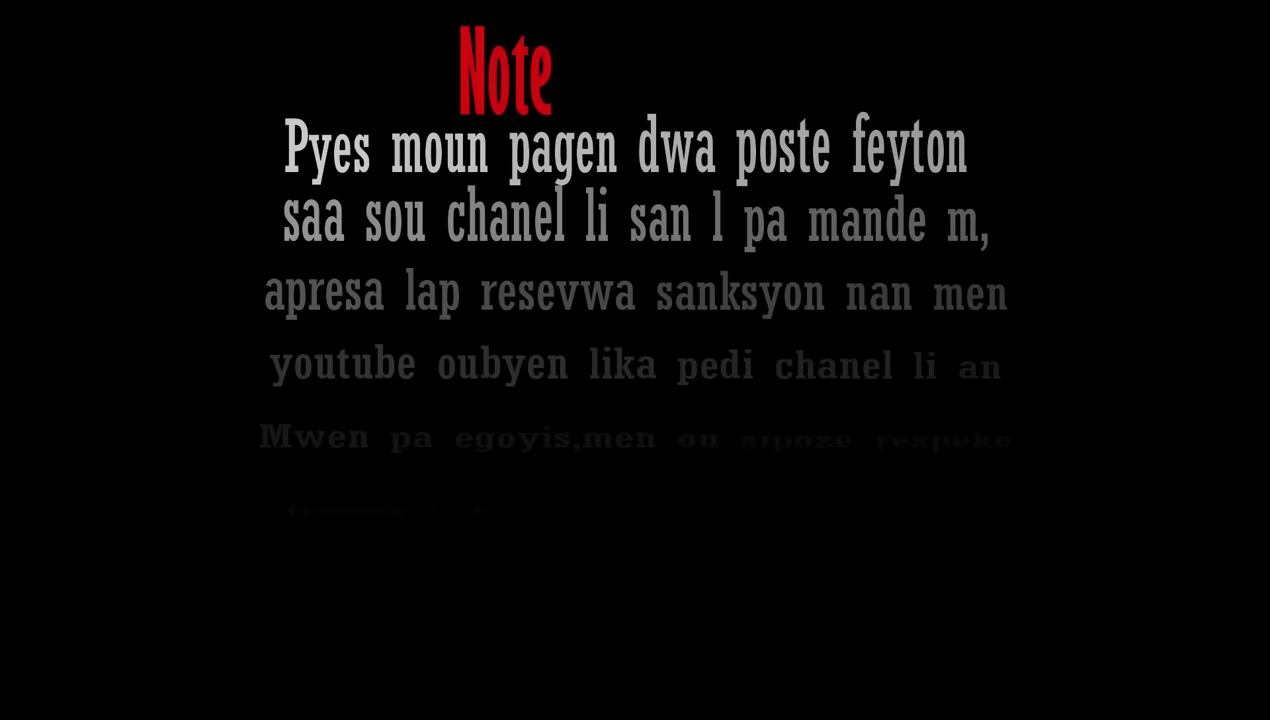 Note
Pyes moun pagen dwa poste feyton
saa sou chanel li san l pa mande m,
apresa lap resevwa sanksyon nan men
youtube oubyen lika pedi chanel li an
Mwen pa egoyis,men ou sipoze respeke